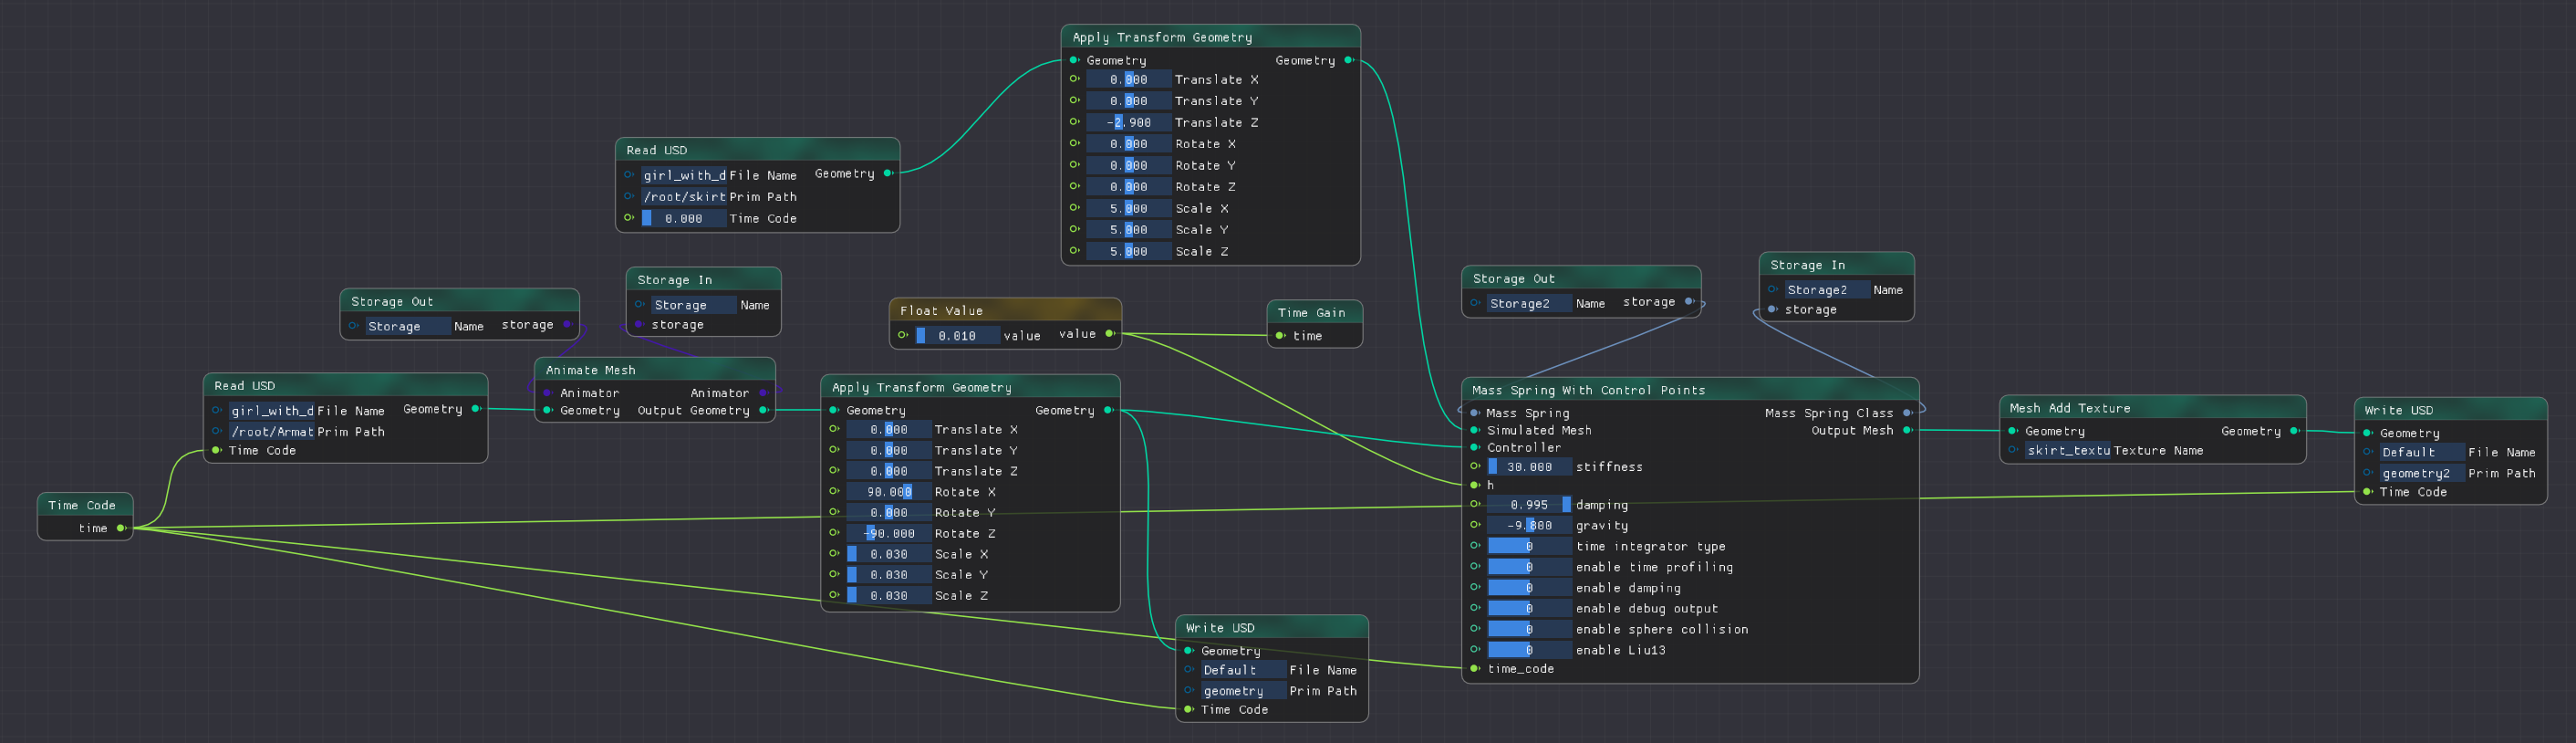 Apply Transform Geometry
Geometry Geometry
0.000 Translate X
0.000 Translate Y
-2.900 Translate Z
0.000 Rotate X
0.000 Rotate Y
0.000 Rotate Z
5.000 Scale X
5.000 Scale Y
5.000 Scale Z
Read USD
girl_with_d File Name Geometry
/root/skirt Prim Path
0.000 Time Code
Storage Out
Storage Name storage
Storage In
Storage Name
storage
Float Value
0.010 value value
Time Gain
time
Storage Out
Storage2 Name storage
Storage In
Storage2 Name
storage
Read USD
girl_with_d File Name Geometry
/root/Armat Prim Path
Time Code
Animate Mesh
Animator Animator
Geometry Output Geometry
Apply Transform Geometry
Geometry Geometry
0.000 Translate X
0.000 Translate Y
0.000 Translate Z
90.000 Rotate X
0.000 Rotate Y
-90.000 Rotate Z
0.030 Scale X
0.030 Scale Y
0.030 Scale Z
Time Code
time
Write USD
Geometry
Default File Name
geometry Prim Path
Time Code
Mass Spring With Control Points
Mass Spring Mass Spring Class
Simulated Mesh Output Mesh
Controller
30.000 stiffness
h
0.995 damping
-9.800 gravity
0 time integrator type
0 enable time profiling
0 enable damping
0 enable debug output
0 enable sphere collision
0 enable Liu13
time_code
Mesh Add Texture
Geometry Geometry
skirt_textu Texture Name
Write USD
Geometry
Default File Name
geometry2 Prim Path
Time Code